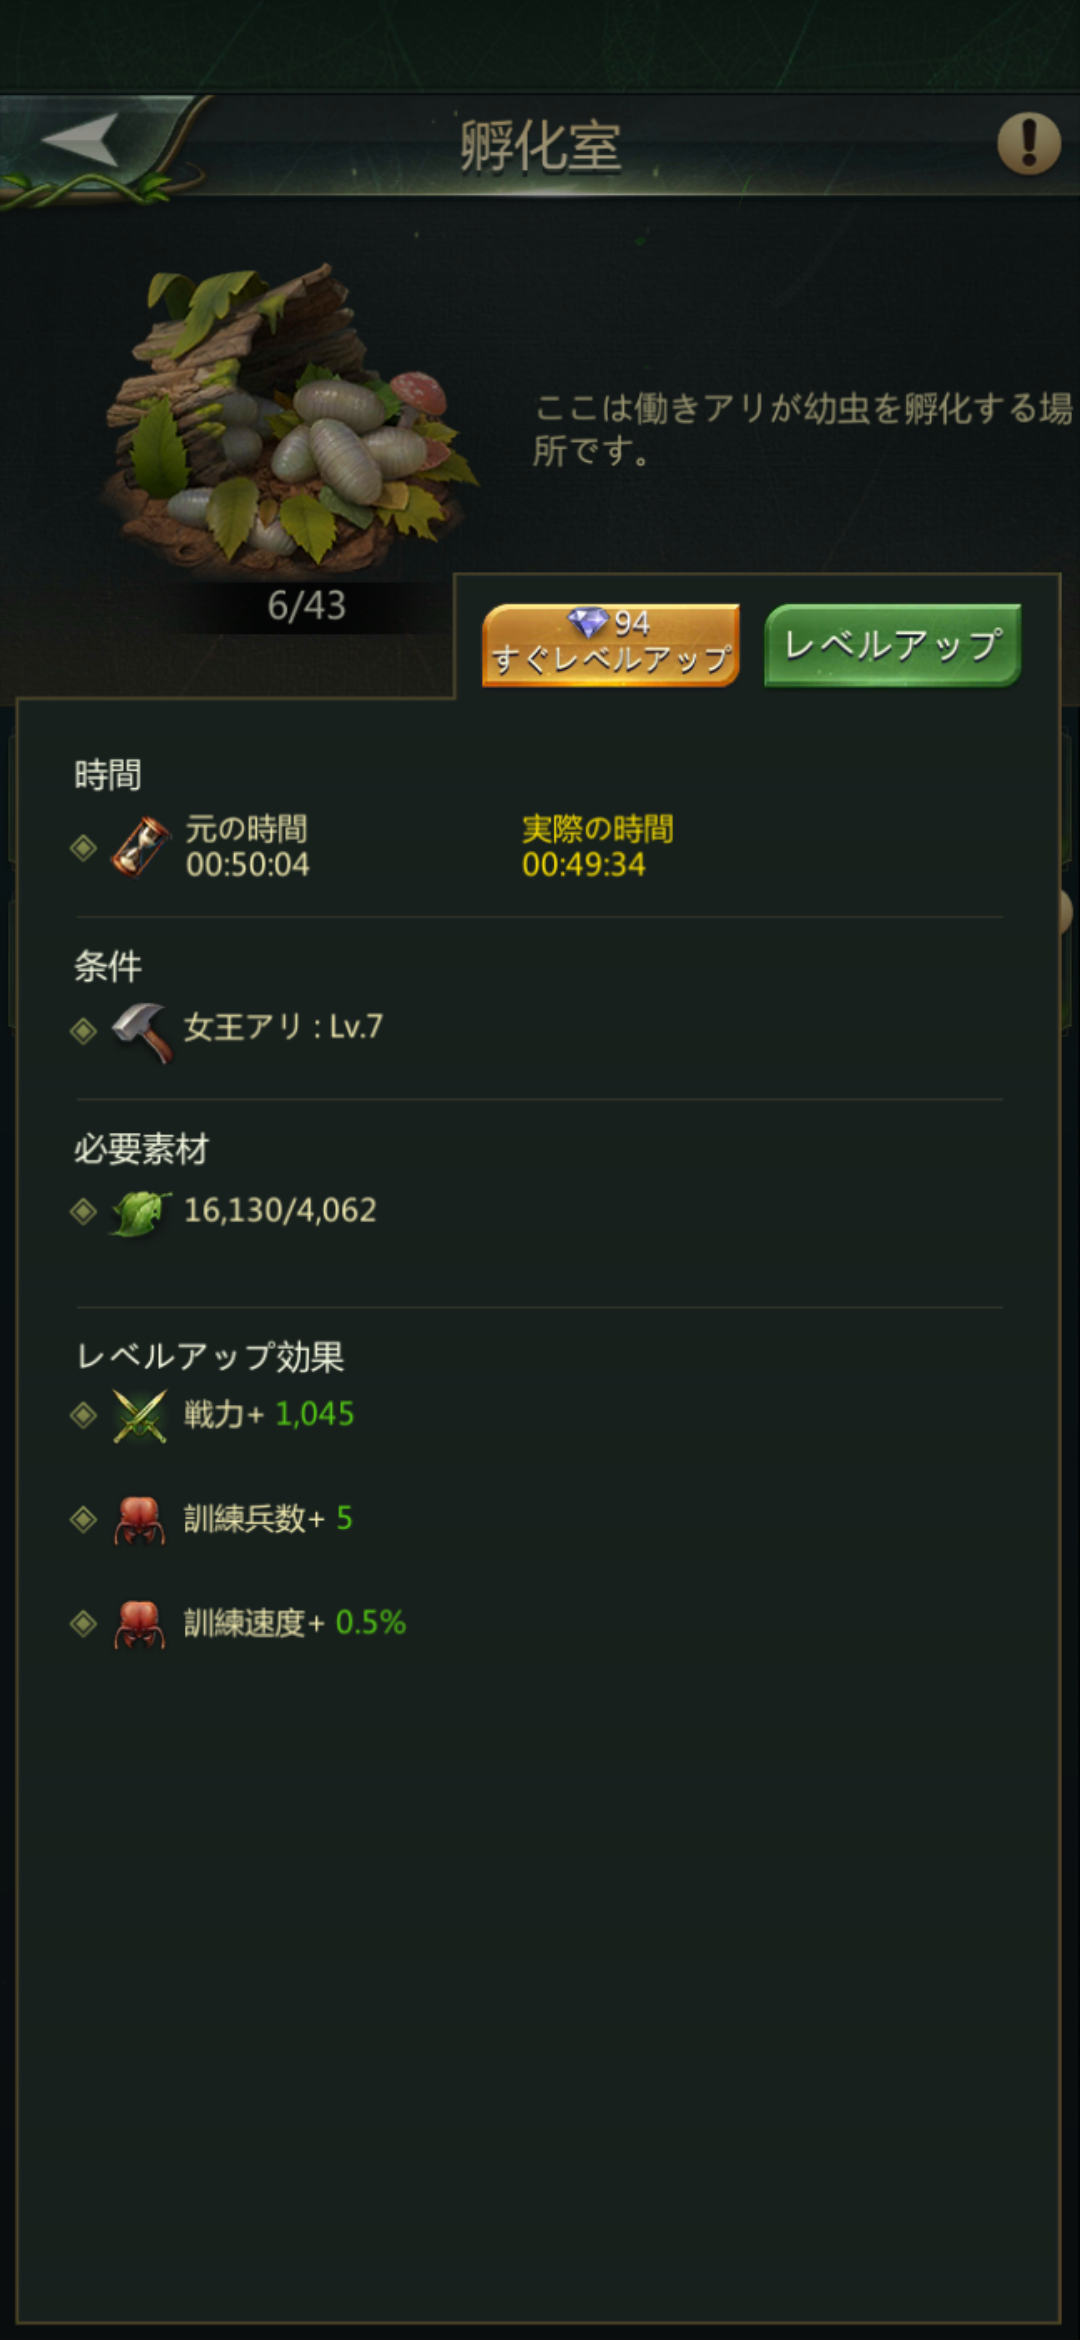 孵化室
ここは働きアリが幼虫を孵化する場
所です。
6/43
94
すぐレベルアップ
レベルアップ
時間
元の時間
実際の時間
00:50:04
00:49:34
条件
女王アリ : Lv.7
必要素材
16,130/4,062
レベルアップ効果
戦力+ 1,045
訓練兵数+ 5
訓練速度+ 0.5%